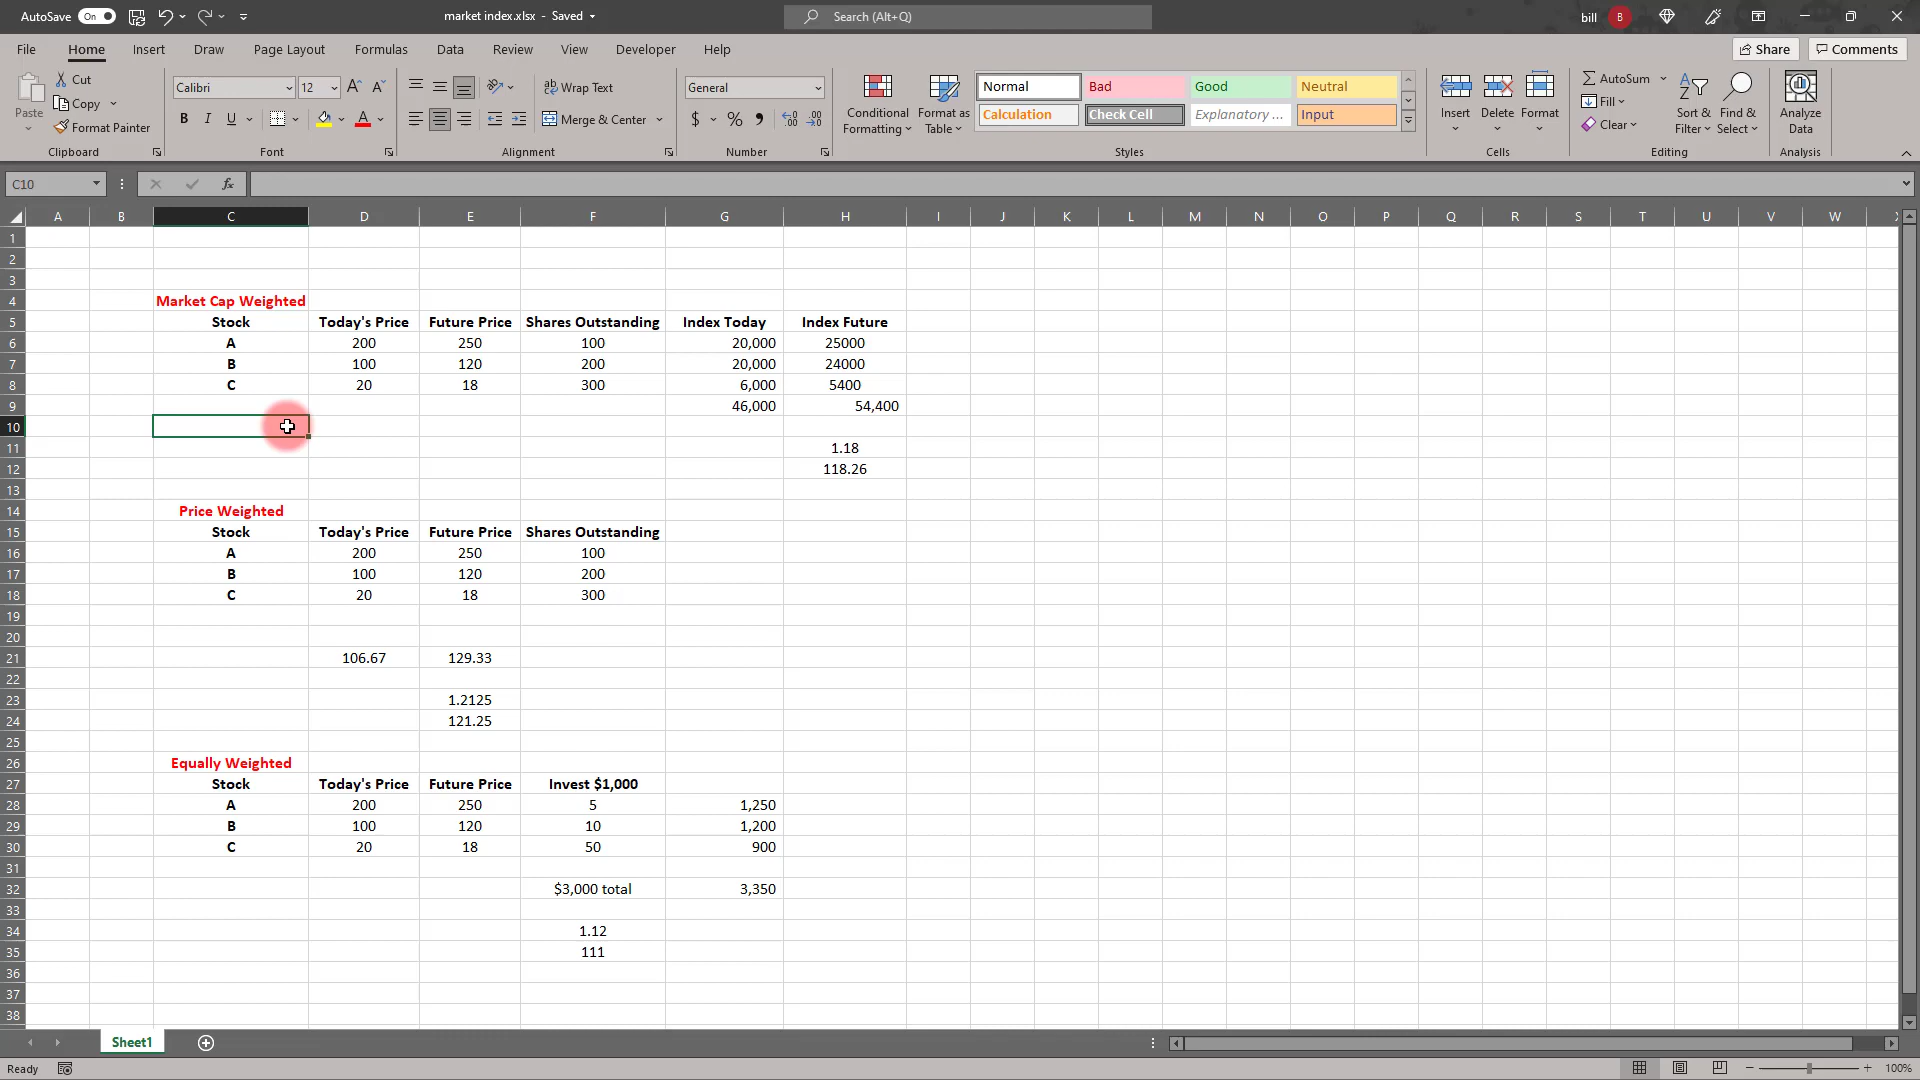 AutoSave On market index.xlsx - Saved Search (Alt+Q) bill B
File Home Insert Draw Page Layout Formulas Data Review View Developer Help Share Comments
Paste Cut Copy Format Painter Clipboard
Calibri 12 B I U A A Font
Wrap Text Merge & Center Alignment
General $ % Number
Conditional Formatting Format as Table
Normal Bad Good Neutral
Calculation Check Cell Explanatory ... Input
Styles
Insert Delete Format Cells
AutoSum Fill Clear Sort & Filter Find & Select Editing
Analyze Data Analysis
C10 fx
A B C D E F G H I J K L M N O P Q R S T U V W
1
2
3
4 Market Cap Weighted
5 Stock Today's Price Future Price Shares Outstanding Index Today Index Future
6 A 200 250 100 20,000 25000
7 B 100 120 200 20,000 24000
8 C 20 18 300 6,000 5400
9 46,000 54,400
10
11 1.18
12 118.26
13
14 Price Weighted
15 Stock Today's Price Future Price Shares Outstanding
16 A 200 250 100
17 B 100 120 200
18 C 20 18 300
19
20
21 106.67 129.33
22
23 1.2125
24 121.25
25
26 Equally Weighted
27 Stock Today's Price Future Price Invest $1,000
28 A 200 250 5 1,250
29 B 100 120 10 1,200
30 C 20 18 50 900
31
32 $3,000 total 3,350
33
34 1.12
35 111
36
37
38
Sheet1
Ready 100%